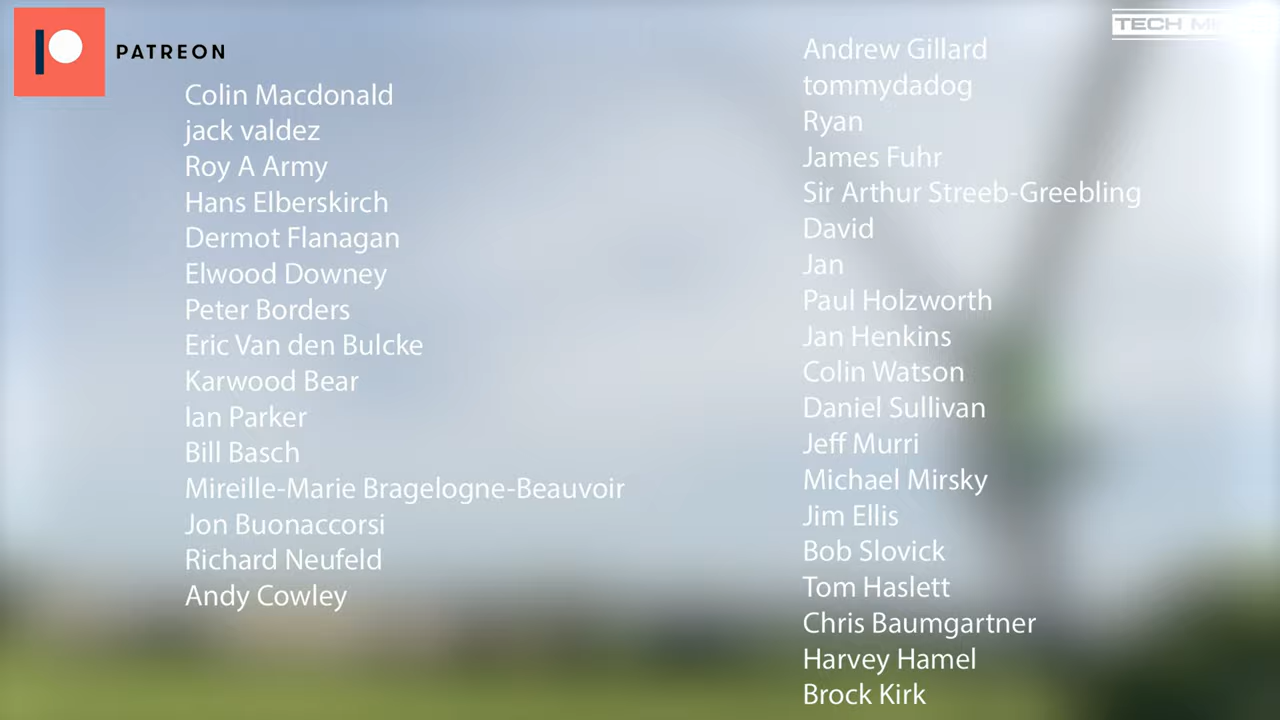 PATREON
Colin Macdonald
jack valdez
Roy A Army
Hans Elberskirch
Dermot Flanagan
Elwood Downey
Peter Borders
Eric Van den Bulcke
Karwood Bear
Ian Parker
Bill Basch
Mireille-Marie Bragelogne-Beauvoir
Jon Buonaccorsi
Richard Neufeld
Andy Cowley
TECH
Andrew Gillard
tommydadog
Ryan
James Fuhr
Sir Arthur Streeb-Greebling
David
Jan
Paul Holzworth
Jan Henkins
Colin Watson
Daniel Sullivan
Jeff Murri
Michael Mirsky
Jim Ellis
Bob Slovick
Tom Haslett
Chris Baumgartner
Harvey Hamel
Brock Kirk